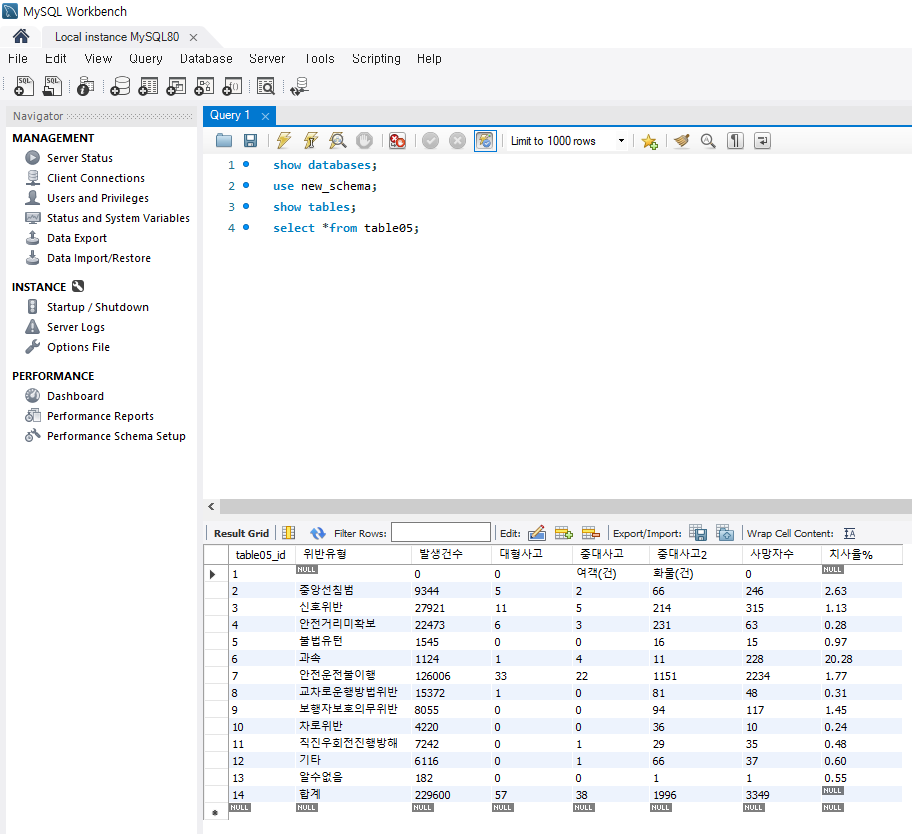 MySQL Workbench
Local instance MySQL80
File Edit View Query Database Server Tools Scripting Help
Navigator
MANAGEMENT
Server Status
Client Connections
Users and Privileges
Status and System Variables
Data Export
Data Import/Restore
INSTANCE
Startup / Shutdown
Server Logs
Options File
PERFORMANCE
Dashboard
Performance Reports
Performance Schema Setup
Query 1
Limit to 1000 rows
1 show databases;
2 use new_schema;
3 show tables;
4 select *from table05;
Result Grid Filter Rows: Edit: Export/Import: Wrap Cell Content:
table05_id 위반유형 발생건수 대형사고 중대사고 중대사고2 사망자수 치사율%
1 NULL 0 0 여객(건) 화물(건) 0 NULL
2 중앙선침범 9344 5 2 66 246 2.63
3 신호위반 27921 11 5 214 315 1.13
4 안전거리미확보 22473 6 3 231 63 0.28
5 불법유턴 1545 0 0 16 15 0.97
6 과속 1124 1 4 11 228 20.28
7 안전운전불이행 126006 33 22 1151 2234 1.77
8 교차로운행방법위반 15372 1 0 81 48 0.31
9 보행자보호의무위반 8055 0 0 94 117 1.45
10 차로위반 4220 0 0 36 10 0.24
11 직진우회전진행방해 7242 0 1 29 35 0.48
12 기타 6116 0 1 66 37 0.60
13 알수없음 182 0 0 1 1 0.55
14 합계 229600 57 38 1996 3349 NULL
NULL NULL NULL NULL NULL NULL NULL NULL